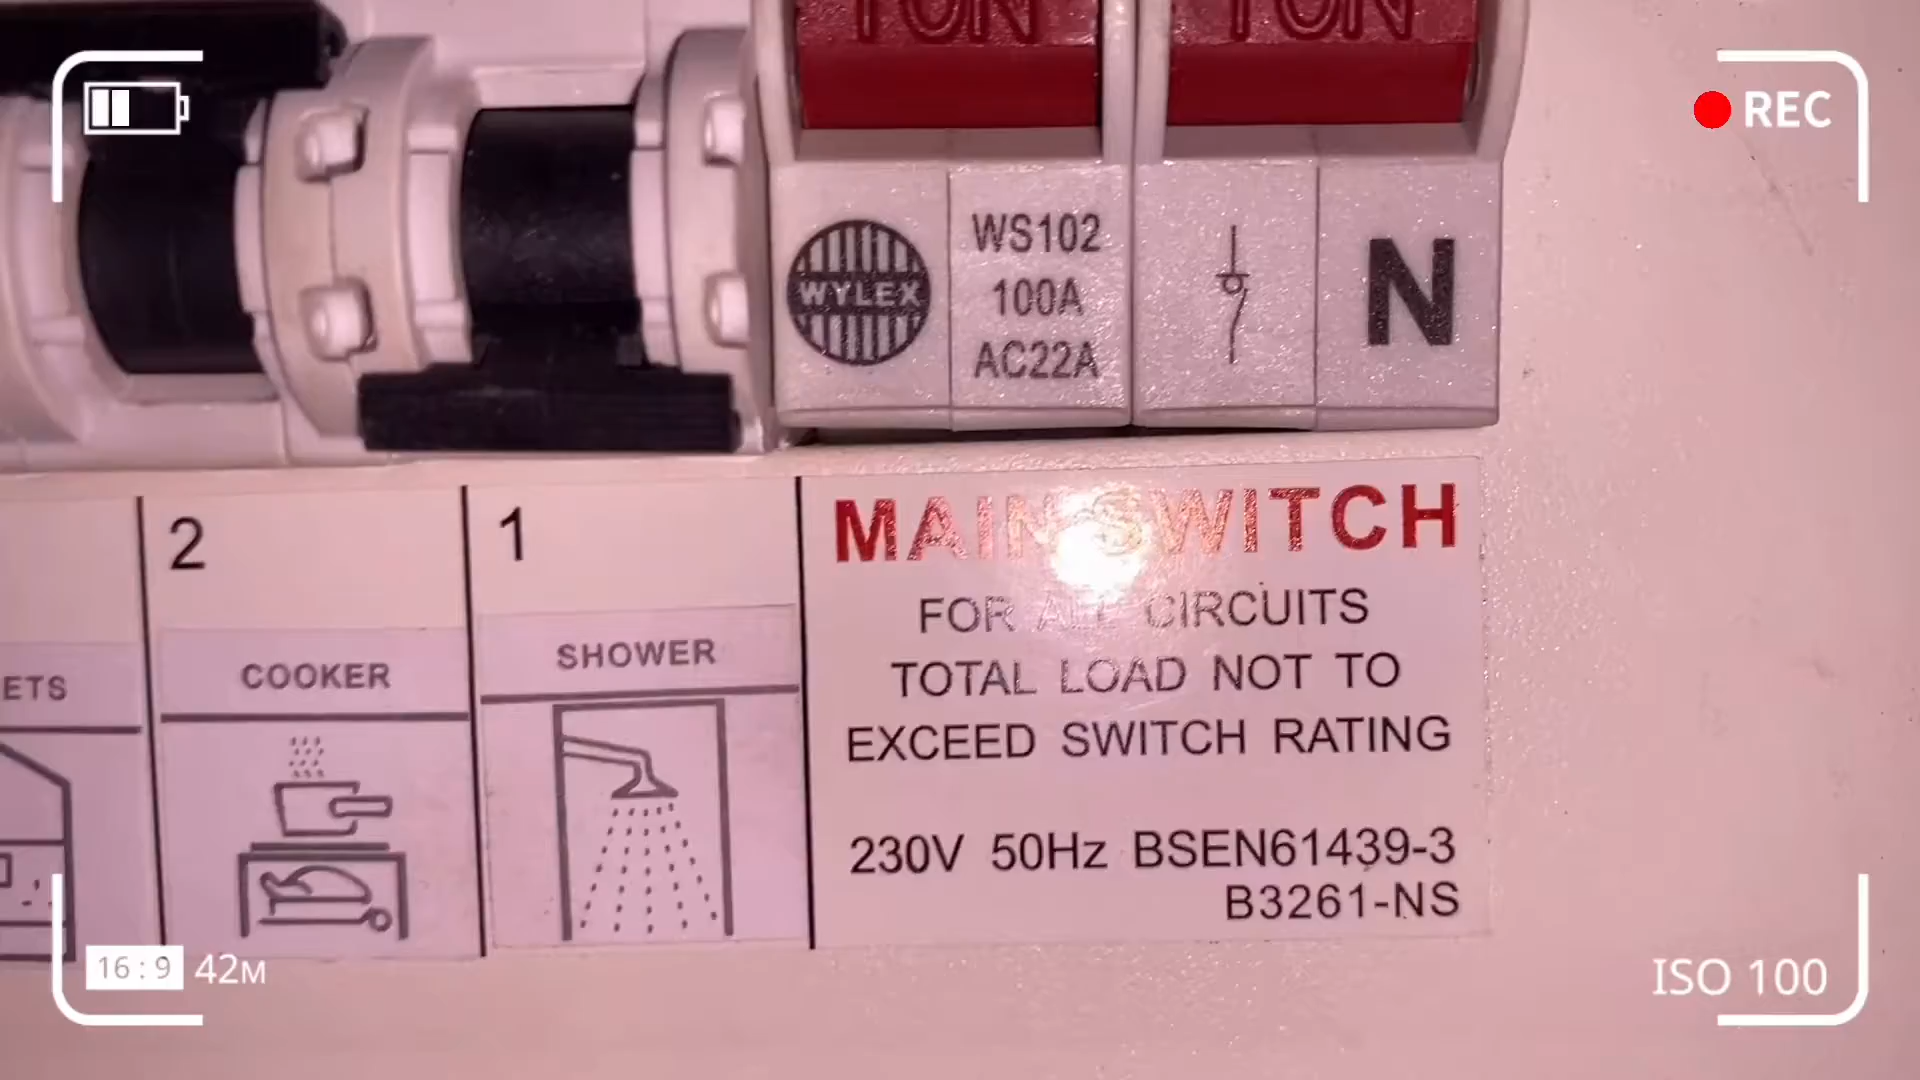 I ON
I ON
REC
WYLEX
WS102
100A
AC22A
N
2
1
MAIN SWITCH
FOR ALL CIRCUITS
TOTAL LOAD NOT TO
EXCEED SWITCH RATING
230V 50Hz BSEN61439-3
B3261-NS
ETS
COOKER
SHOWER
16:9 42M
ISO 100